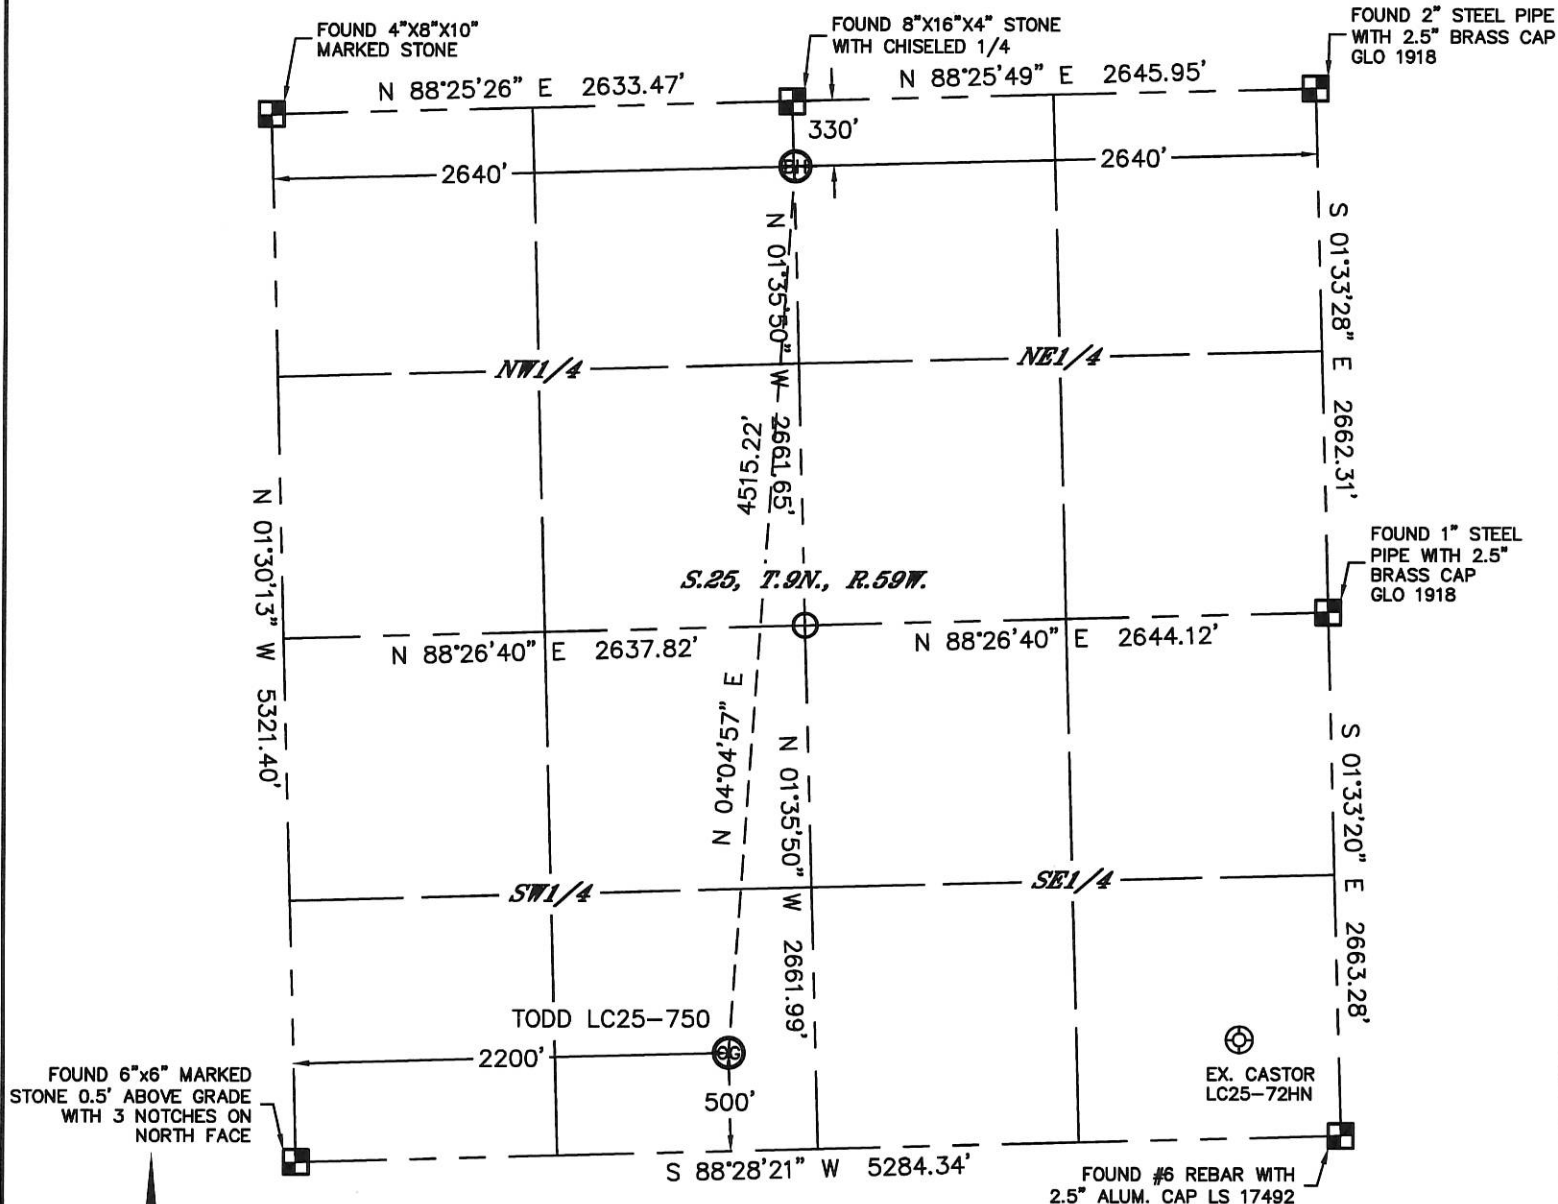 FOUND 4"X8"X10"
MARKED STONE
FOUND 8"X16"X4" STONE
WITH CHISELED 1/4
FOUND 2" STEEL PIPE
WITH 2.5" BRASS CAP
GLO 1918
N 88°25'26" E 2633.47'
N 88°25'49" E 2645.95'
330'
2640'
BH
2640'
N 01°35'50" W 2661.65'
S 01°33'28" E 2662.31'
NW1/4
NE1/4
4515.22'
N 01°30'13" W 5321.40'
FOUND 1" STEEL
PIPE WITH 2.5"
BRASS CAP
GLO 1918
S.25, T.9N., R.59W.
N 88°26'40" E 2637.82'
N 88°26'40" E 2644.12'
N 04°04'57" E
N 01°35'50" W 2661.99'
S 01°33'20" E 2663.28'
SW1/4
SE1/4
TODD LC25-750
2200'
500'
EX. CASTOR
LC25-72HN
FOUND 6"x6" MARKED
STONE 0.5' ABOVE GRADE
WITH 3 NOTCHES ON
NORTH FACE
S 88°28'21" W 5284.34'
FOUND #6 REBAR WITH
2.5" ALUM. CAP LS 17492